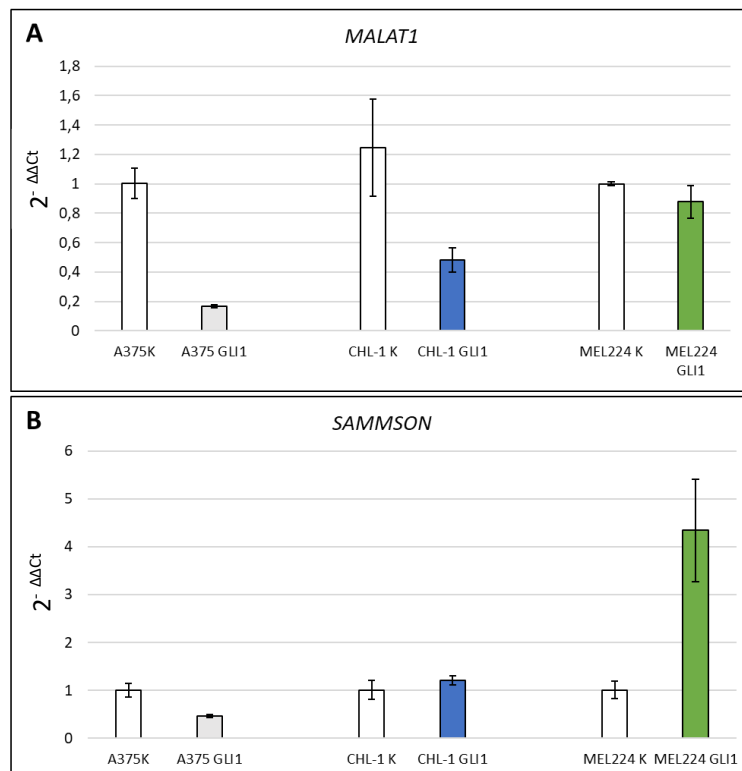 A
MALAT1
2^- ΔΔCt
1,8
1,6
1,4
1,2
1
0,8
0,6
0,4
0,2
0
A375K A375 GLI1 CHL-1 K CHL-1 GLI1 MEL224 K MEL224
GLI1
B
SAMMSON
2^- ΔΔCt
6
5
4
3
2
1
0
A375K A375 GLI1 CHL-1 K CHL-1 GLI1 MEL224 K MEL224 GLI1